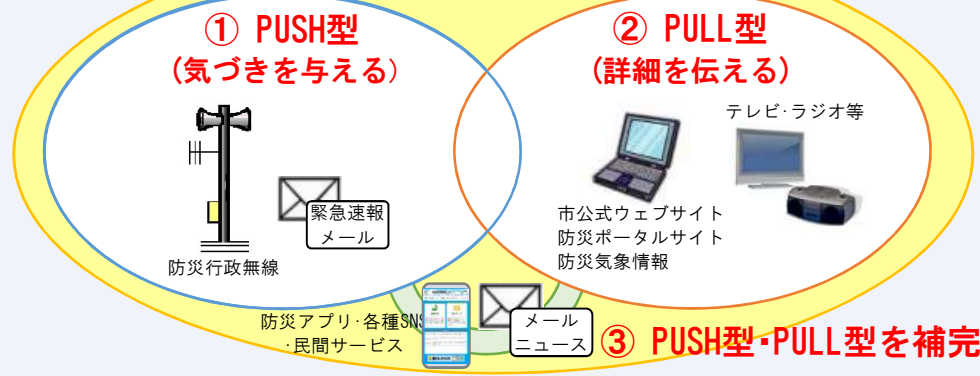 ① PUSH型
(気づきを与える)
防災行政無線
緊急速報
メール
② PULL型
(詳細を伝える)
テレビ・ラジオ等
市公式ウェブサイト
防災ポータルサイト
防災気象情報
防災アプリ・各種SNS
・民間サービス
メール
ニュース
③ PUSH型・PULL型を補完